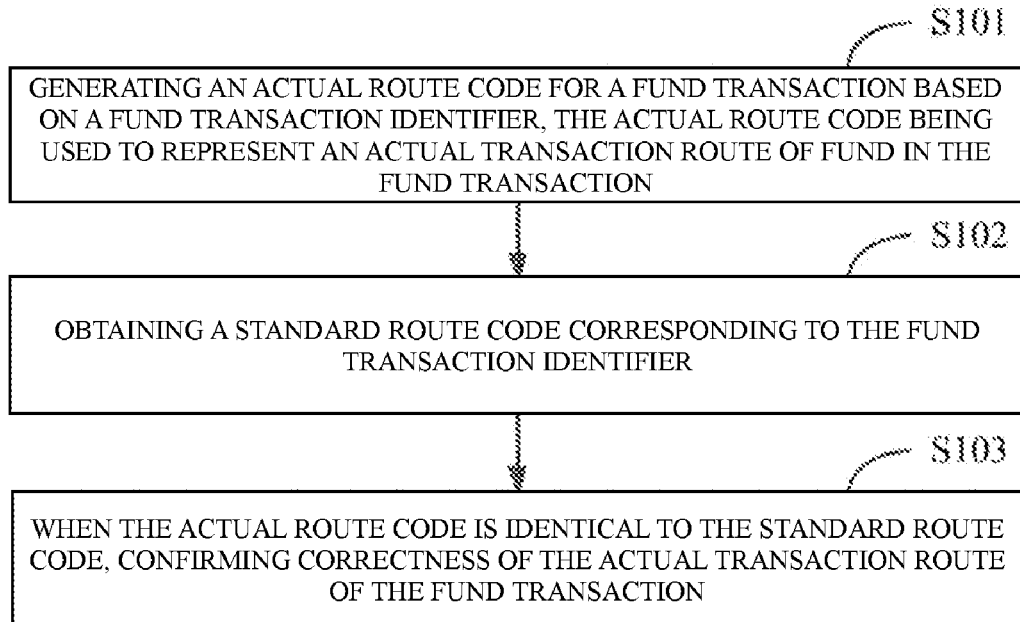 S101
GENERATING AN ACTUAL ROUTE CODE FOR A FUND TRANSACTION BASED
ON A FUND TRANSACTION IDENTIFIER, THE ACTUAL ROUTE CODE BEING
USED TO REPRESENT AN ACTUAL TRANSACTION ROUTE OF FUND IN THE
FUND TRANSACTION
S102
OBTAINING A STANDARD ROUTE CODE CORRESPONDING TO THE FUND
TRANSACTION IDENTIFIER
S103
WHEN THE ACTUAL ROUTE CODE IS IDENTICAL TO THE STANDARD ROUTE
CODE, CONFIRMING CORRECTNESS OF THE ACTUAL TRANSACTION ROUTE
OF THE FUND TRANSACTION